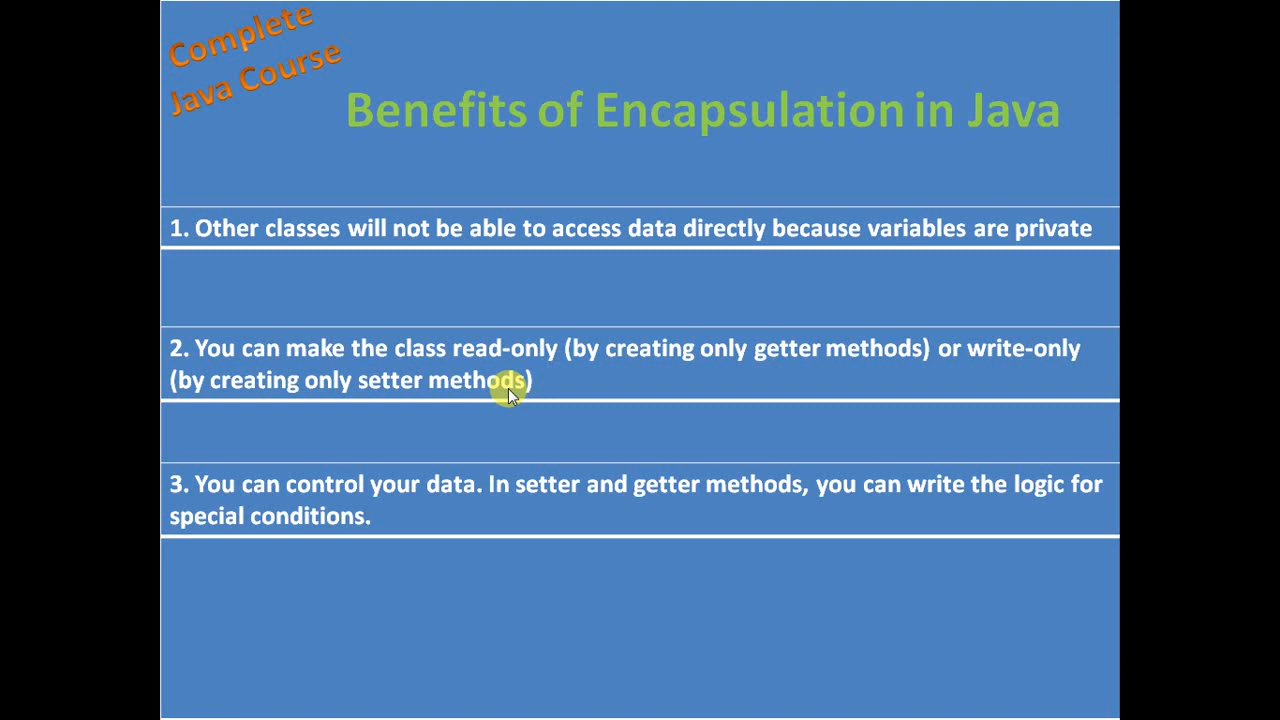 Complete
Java Course
Benefits of Encapsulation in Java
1. Other classes will not be able to access data directly because variables are private
2. You can make the class read-only (by creating only getter methods) or write-only
(by creating only setter methods)
3. You can control your data. In setter and getter methods, you can write the logic for
special conditions.